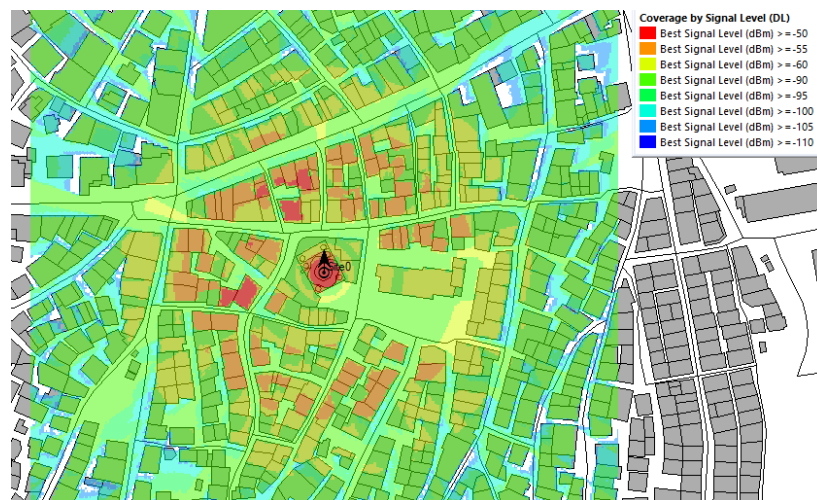 Coverage by Signal Level (DL)
Best Signal Level (dBm) >=-50
Best Signal Level (dBm) >=-55
Best Signal Level (dBm) >=-60
Best Signal Level (dBm) >=-90
Best Signal Level (dBm) >=-95
Best Signal Level (dBm) >=-100
Best Signal Level (dBm) >=-105
Best Signal Level (dBm) >=-110